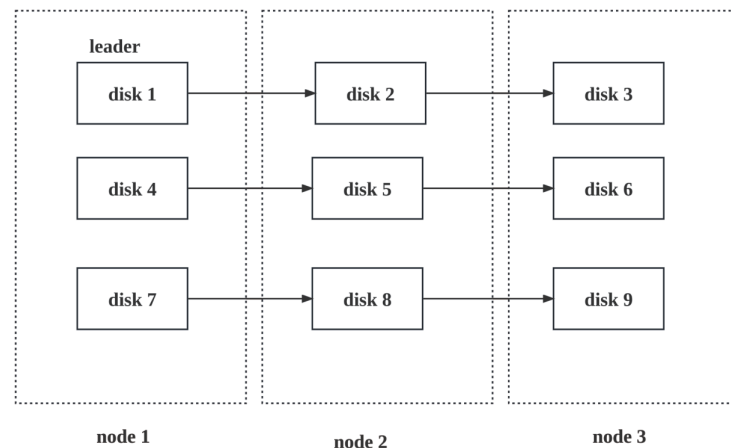 leader
disk 1
disk 2
disk 3
disk 4
disk 5
disk 6
disk 7
disk 8
disk 9
node 1
node 2
node 3